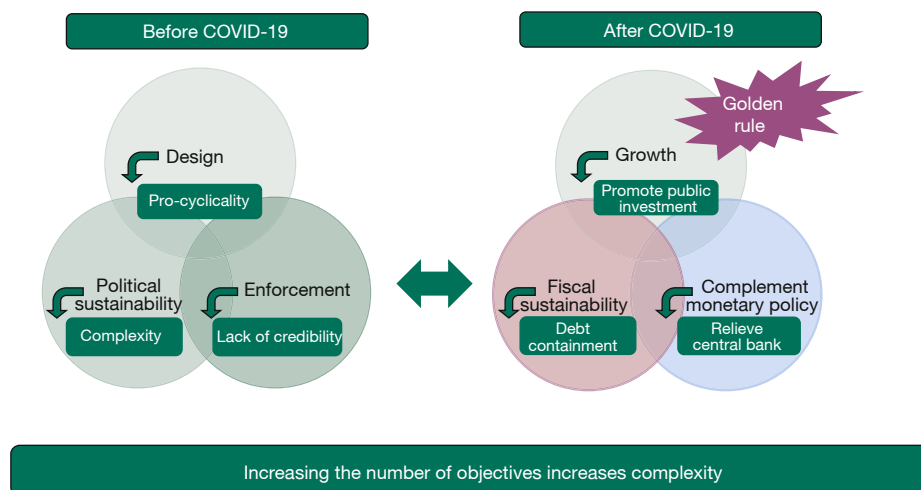 Before COVID-19
After COVID-19
Golden
rule
Design
Pro-cyclicality
Growth
Promote public
investment
Political
sustainability
Complexity
Enforcement
Lack of credibility
Fiscal
sustainability
Debt
containment
Complement
monetary policy
Relieve
central bank
Increasing the number of objectives increases complexity